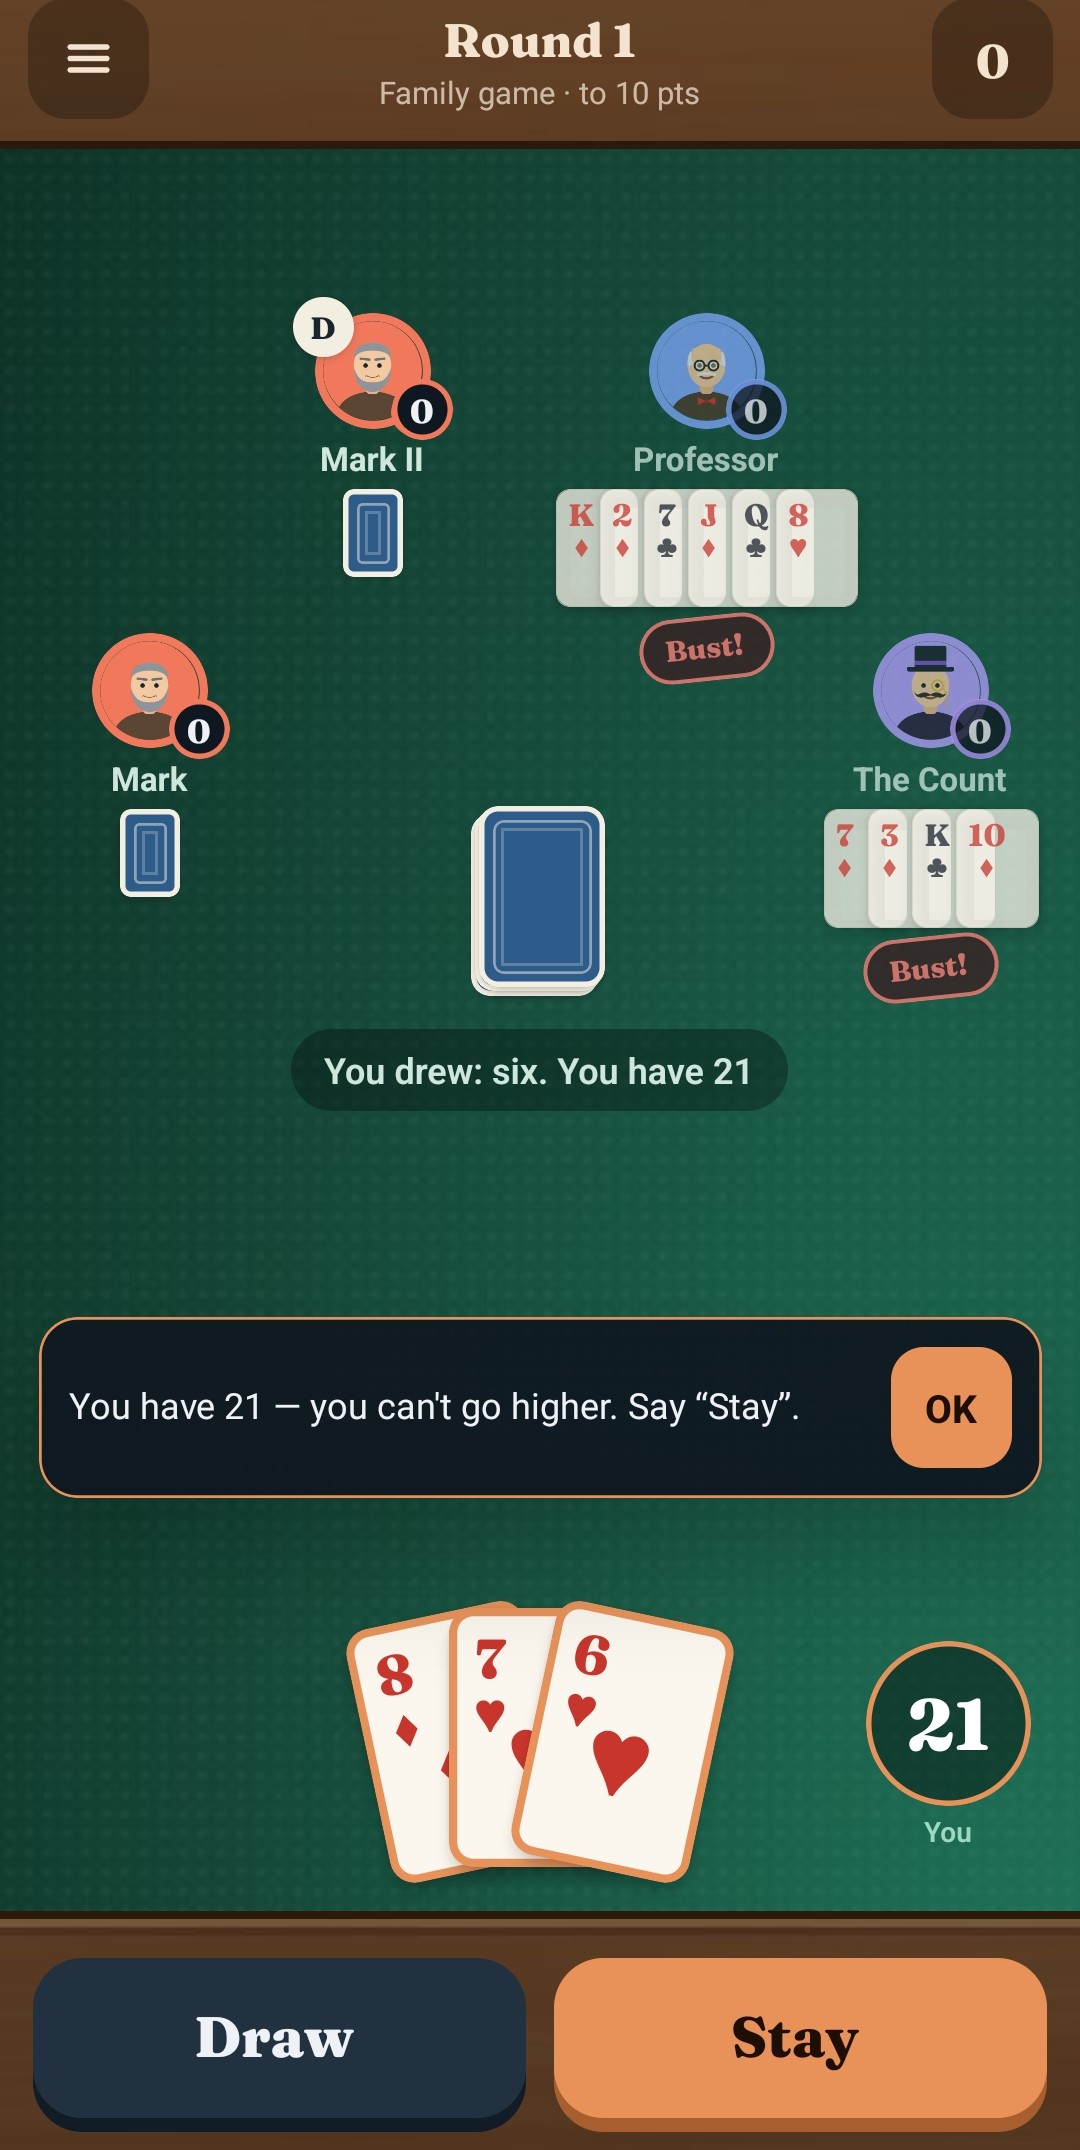 Round 1
Family game · to 10 pts
0
D
0
Mark II
0
Professor
K 2 7 J Q 8
Bust!
0
Mark
0
The Count
7 3 K 10
Bust!
You drew: six. You have 21
You have 21 — you can't go higher. Say “Stay”.
OK
8 7 6
21
You
Draw
Stay